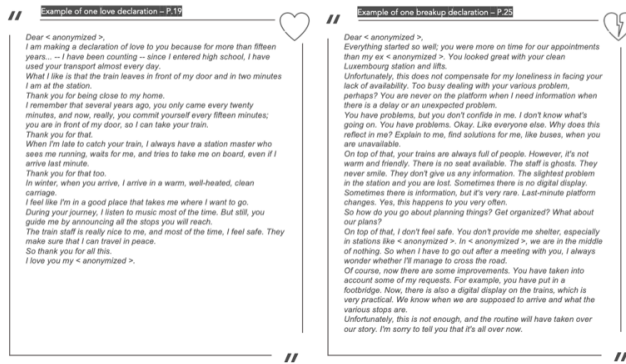 “
Example of one love declaration – P.19
Dear < anonymized >,
I am making a declaration of love to you because for more than fifteen
years... -- I have been counting -- since I entered high school, I have
used your transport almost every day.
What I like is that the train leaves in front of my door and in two minutes
I am at the station.
Thank you for being close to my home.
I remember that several years ago, you only came every twenty
minutes, and now, really, you commit yourself every fifteen minutes;
you are in front of my door, so I can take your train.
Thank you for that.
When I'm late to catch your train, I always have a station master who
sees me running, waits for me, and tries to take me on board, even if I
arrive last minute.
Thank you for that too.
In winter, when you arrive, I arrive in a warm, well-heated, clean
carriage.
I feel like I'm in a good place that takes me where I want to go.
During your journey, I listen to music most of the time. But still, you
guide me by announcing all the stops you will reach.
The train staff is really nice to me, and most of the time, I feel safe. They
make sure that I can travel in peace.
So thank you for all this.
I love you my < anonymized >.
”
“
Example of one breakup declaration – P.25
Dear < anonymized >,
Everything started so well; you were more on time for our appointments
than my ex < anonymized >. You looked great with your clean
Luxembourg station and lifts.
Unfortunately, this does not compensate for my loneliness in facing your
lack of availability. Too busy dealing with your various problem,
perhaps? You are never on the platform when I need information when
there is a delay or an unexpected problem.
You have problems, but you don't confide in me. I don't know what's
going on. You have problems. Okay. Like everyone else. Why does this
reflect in me? Explain to me, find solutions for me, like buses, when you
are unavailable.
On top of that, your trains are always full of people. However, it's not
warm and friendly. There is no seat available. The staff is ghosts. They
never smile. They don't give us any information. The slightest problem
in the station and you are lost. Sometimes there is no digital display.
Sometimes there is information, but it's very rare. Last-minute platform
changes. Yes, this happens to you very often.
So how do you go about planning things? Get organized? What about
our plans?
On top of that, I don't feel safe. You don't provide me shelter, especially
in stations like < anonymized >. In < anonymized >, we are in the middle
of nothing. So when I have to go out after a meeting with you, I always
wonder whether I'll manage to cross the road.
Of course, now there are some improvements. You have taken into
account some of my requests. For example, you have put in a
footbridge. Now, there is also a digital display on the trains, which is
very practical. We know when we are supposed to arrive and what the
various stops are.
Unfortunately, this is not enough, and the routine will have taken over
our story. I'm sorry to tell you that it's all over now.
”